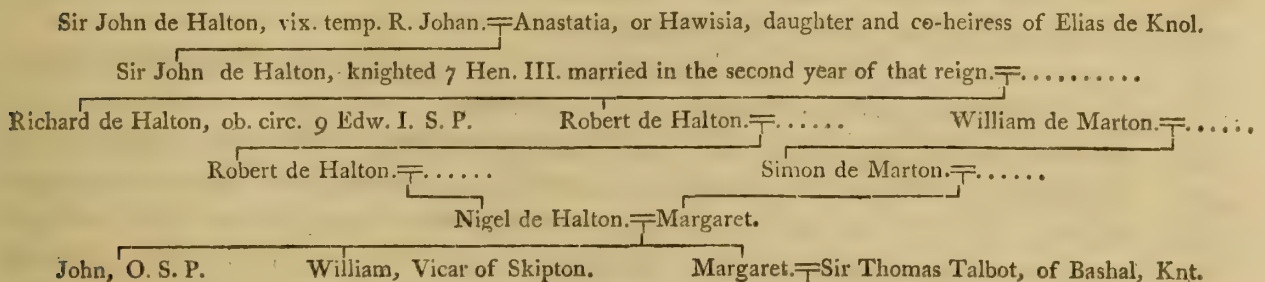 Sir John de Halton, vix. temp. R. Johan.=Anastatia, or Hawisia, daughter and co-heiress of Elias de Knol.
Sir John de Halton, knighted 7 Hen. III. married in the second year of that reign.=..........
Richard de Halton, ob. circ. 9 Edw. I. S. P. Robert de Halton.=...... William de Marton.=......
Robert de Halton.=...... Simon de Marton.=......
Nigel de Halton.=Margaret.
John, O. S. P. William, Vicar of Skipton. Margaret.=Sir Thomas Talbot, of Bashal, Knt.